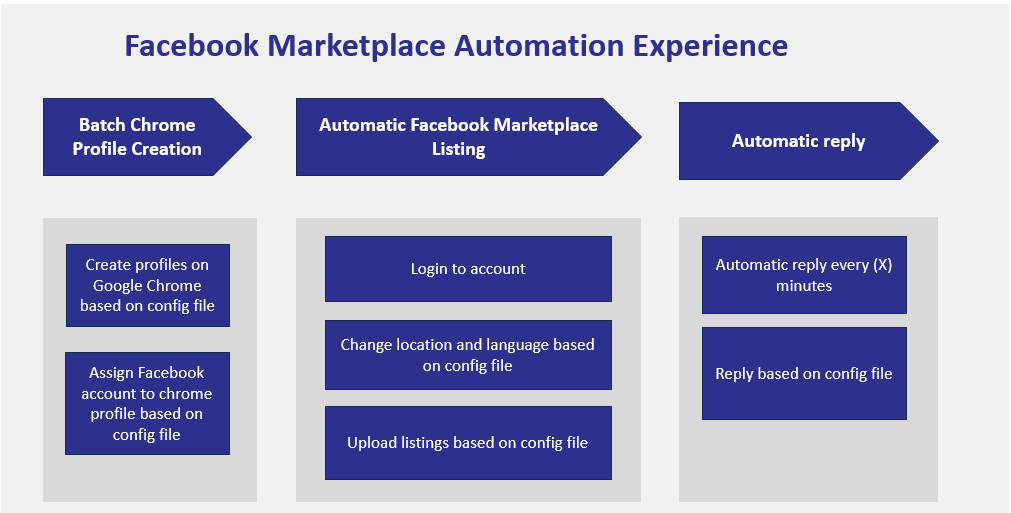 Facebook Marketplace Automation Experience
Batch Chrome
Profile Creation
Automatic Facebook Marketplace
Listing
Automatic reply
Create profiles on
Google Chrome
based on config file
Assign Facebook
account to chrome
profile based on
config file
Login to account
Change location and language based
on config file
Upload listings based on config file
Automatic reply every (X)
minutes
Reply based on config file